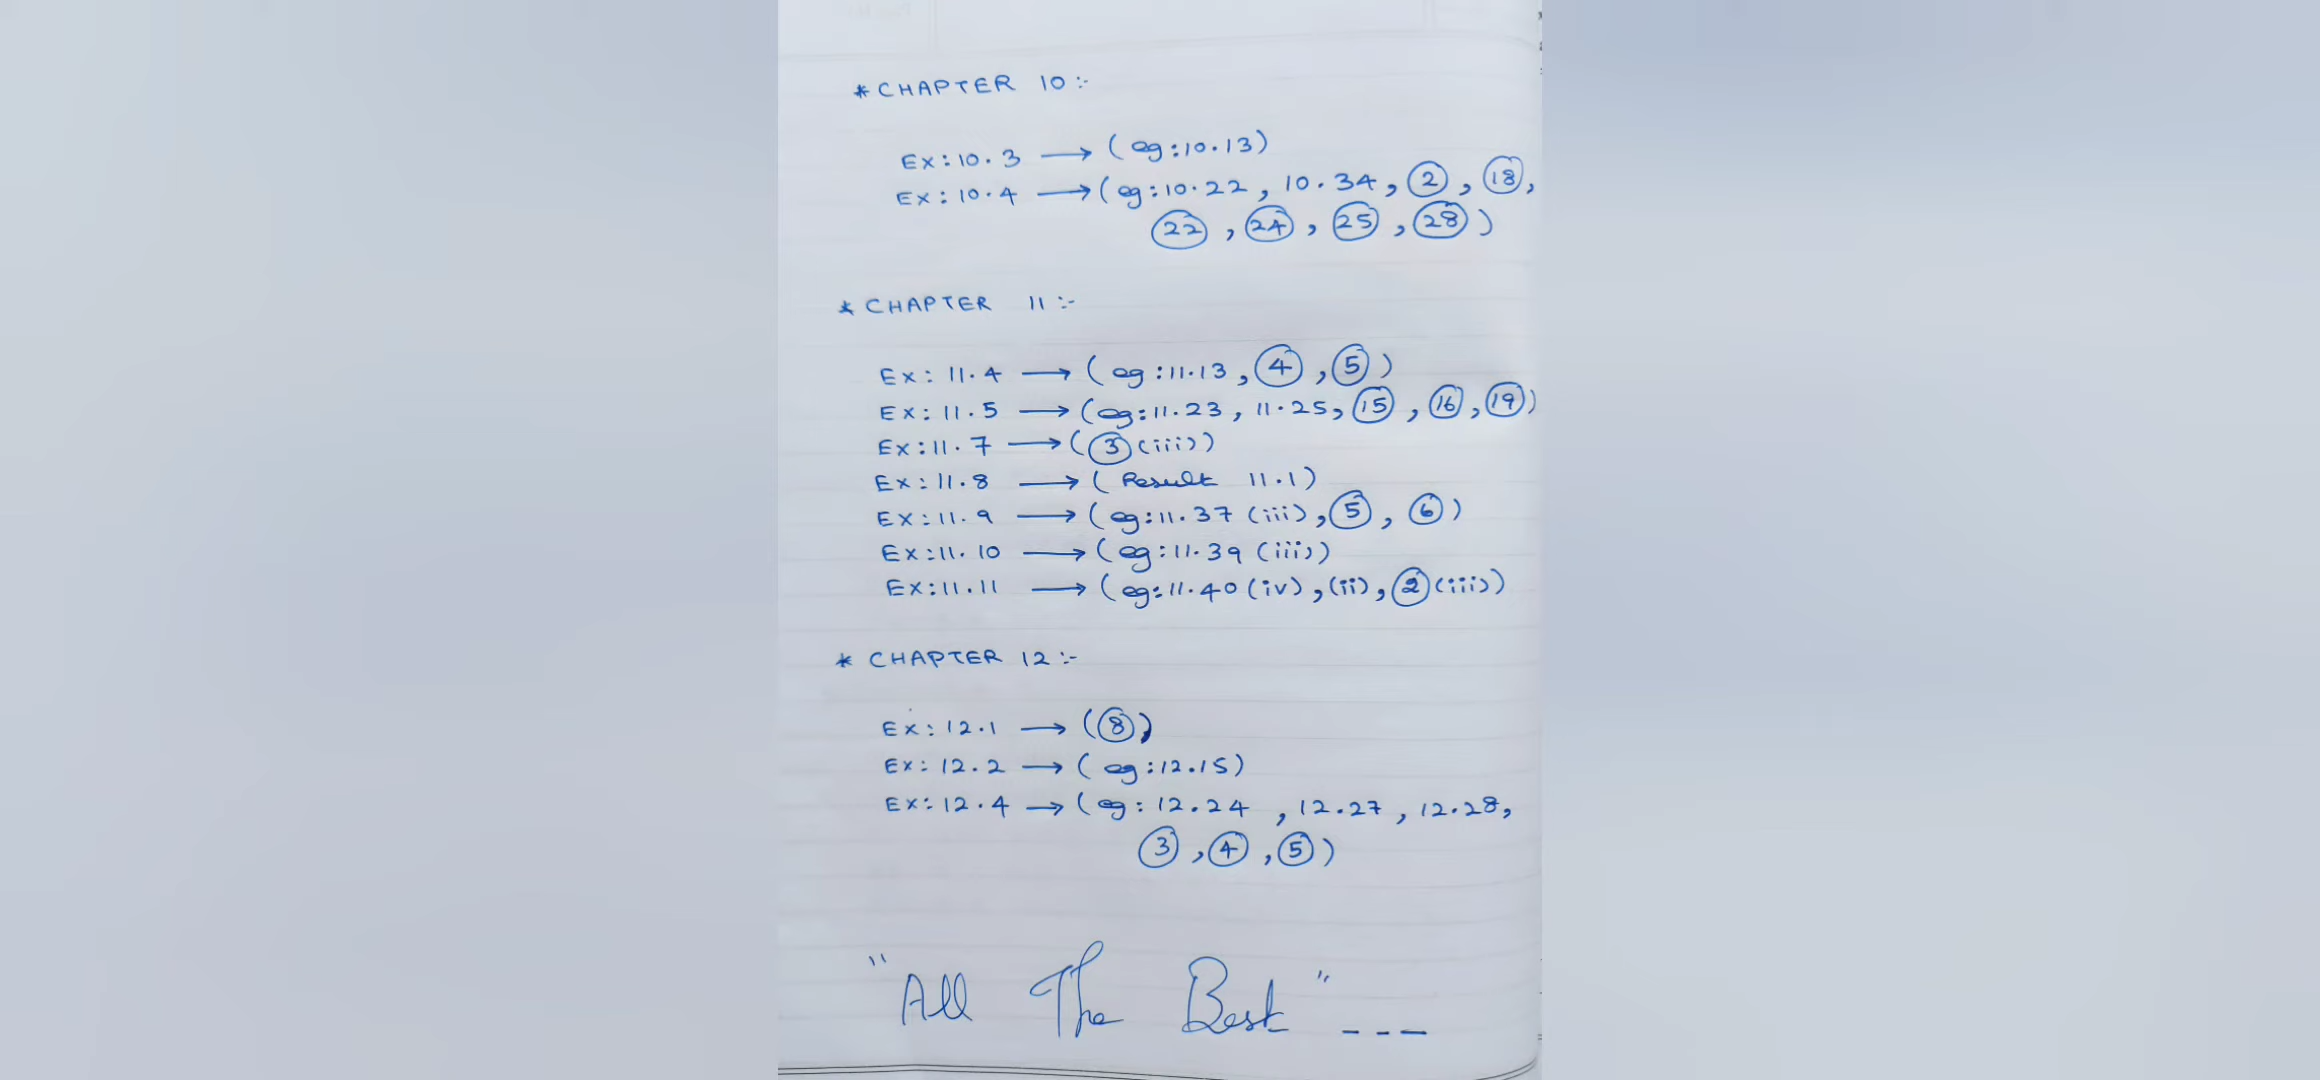 * CHAPTER 10 :-
Ex: 10.3 → (eg: 10.13)
Ex: 10.4 → (eg: 10.22, 10.34, 2, 18,
22, 24, 25, 28)
* CHAPTER 11 :-
Ex: 11.4 → (eg: 11.13, 4, 5)
Ex: 11.5 → (eg: 11.23, 11.25, 15, 16, 19)
Ex: 11.7 → (3 (iii))
Ex: 11.8 → (Result 11.1)
Ex: 11.9 → (eg: 11.37 (iii), 5, 6)
Ex: 11.10 → (eg: 11.39 (iii))
Ex: 11.11 → (eg: 11.40 (iv), (ii), 2 (iii))
* CHAPTER 12 :-
Ex: 12.1 → (8)
Ex: 12.2 → (eg: 12.15)
Ex: 12.4 → (eg: 12.24, 12.27, 12.28,
3, 4, 5)
"All The Best" ---